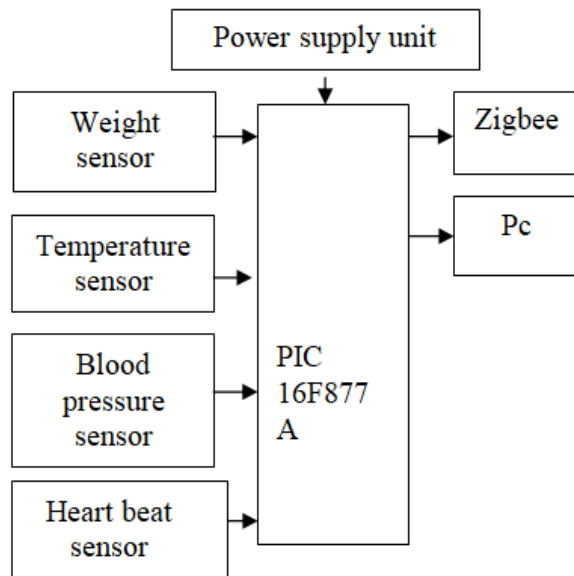 Power supply unit
Weight
sensor
Zigbee
Temperature
sensor
Pc
Blood
pressure
sensor
PIC
16F877
A
Heart beat
sensor